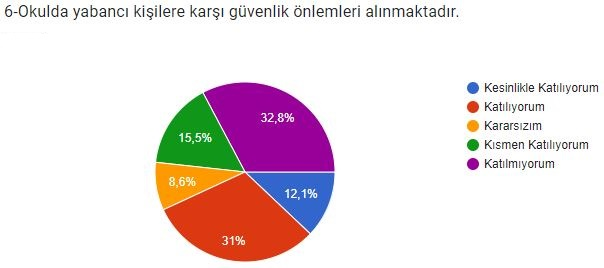 6-Okulda yabancı kişilere karşı güvenlik önlemleri alınmaktadır.
32,8%
15,5%
8,6%
12,1%
31%
Kesinlikle Katılıyorum
Katılıyorum
Kararsızım
Kısmen Katılıyorum
Katılmıyorum